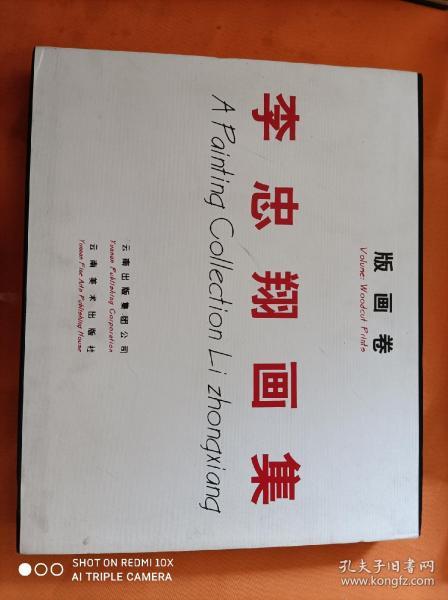 版画卷
Volume: Woodcut Prints
李忠翔画集
A Painting Collection Li zhongxiang
云南出版集团公司
Yunnan Publishing Corporation
云南美术出版社
Yunnan Fine Arts Publishing House
SHOT ON REDMI 10X
AI TRIPLE CAMERA
孔夫子旧书网
www.kongfz.com